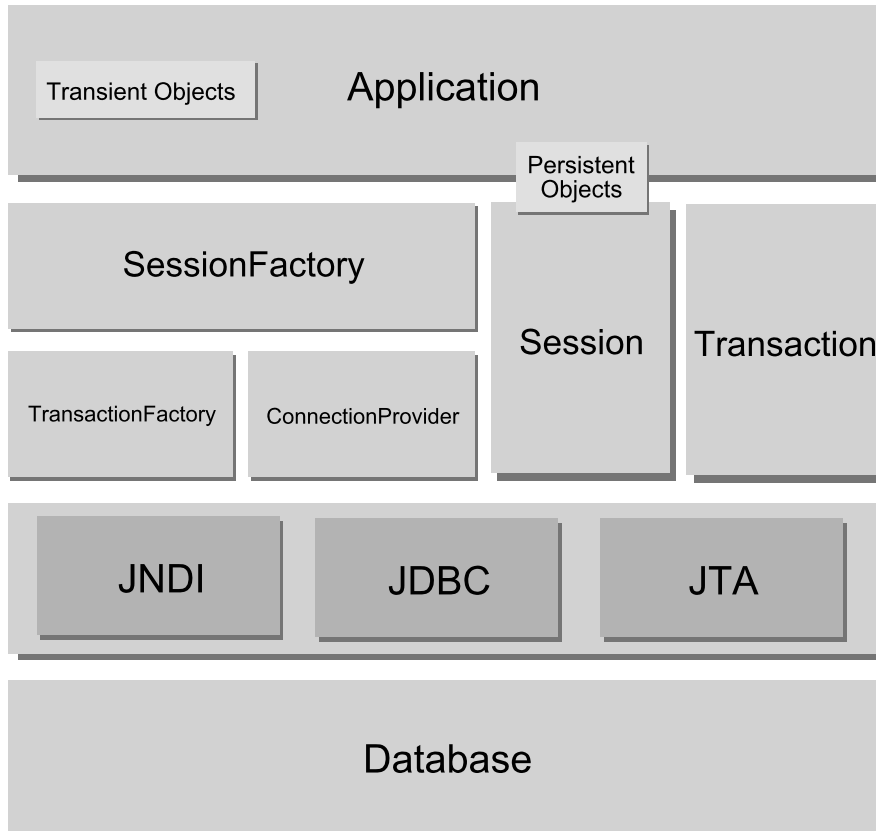 Transient Objects
Application
Persistent
Objects
SessionFactory
Session
Transaction
TransactionFactory
ConnectionProvider
JNDI
JDBC
JTA
Database